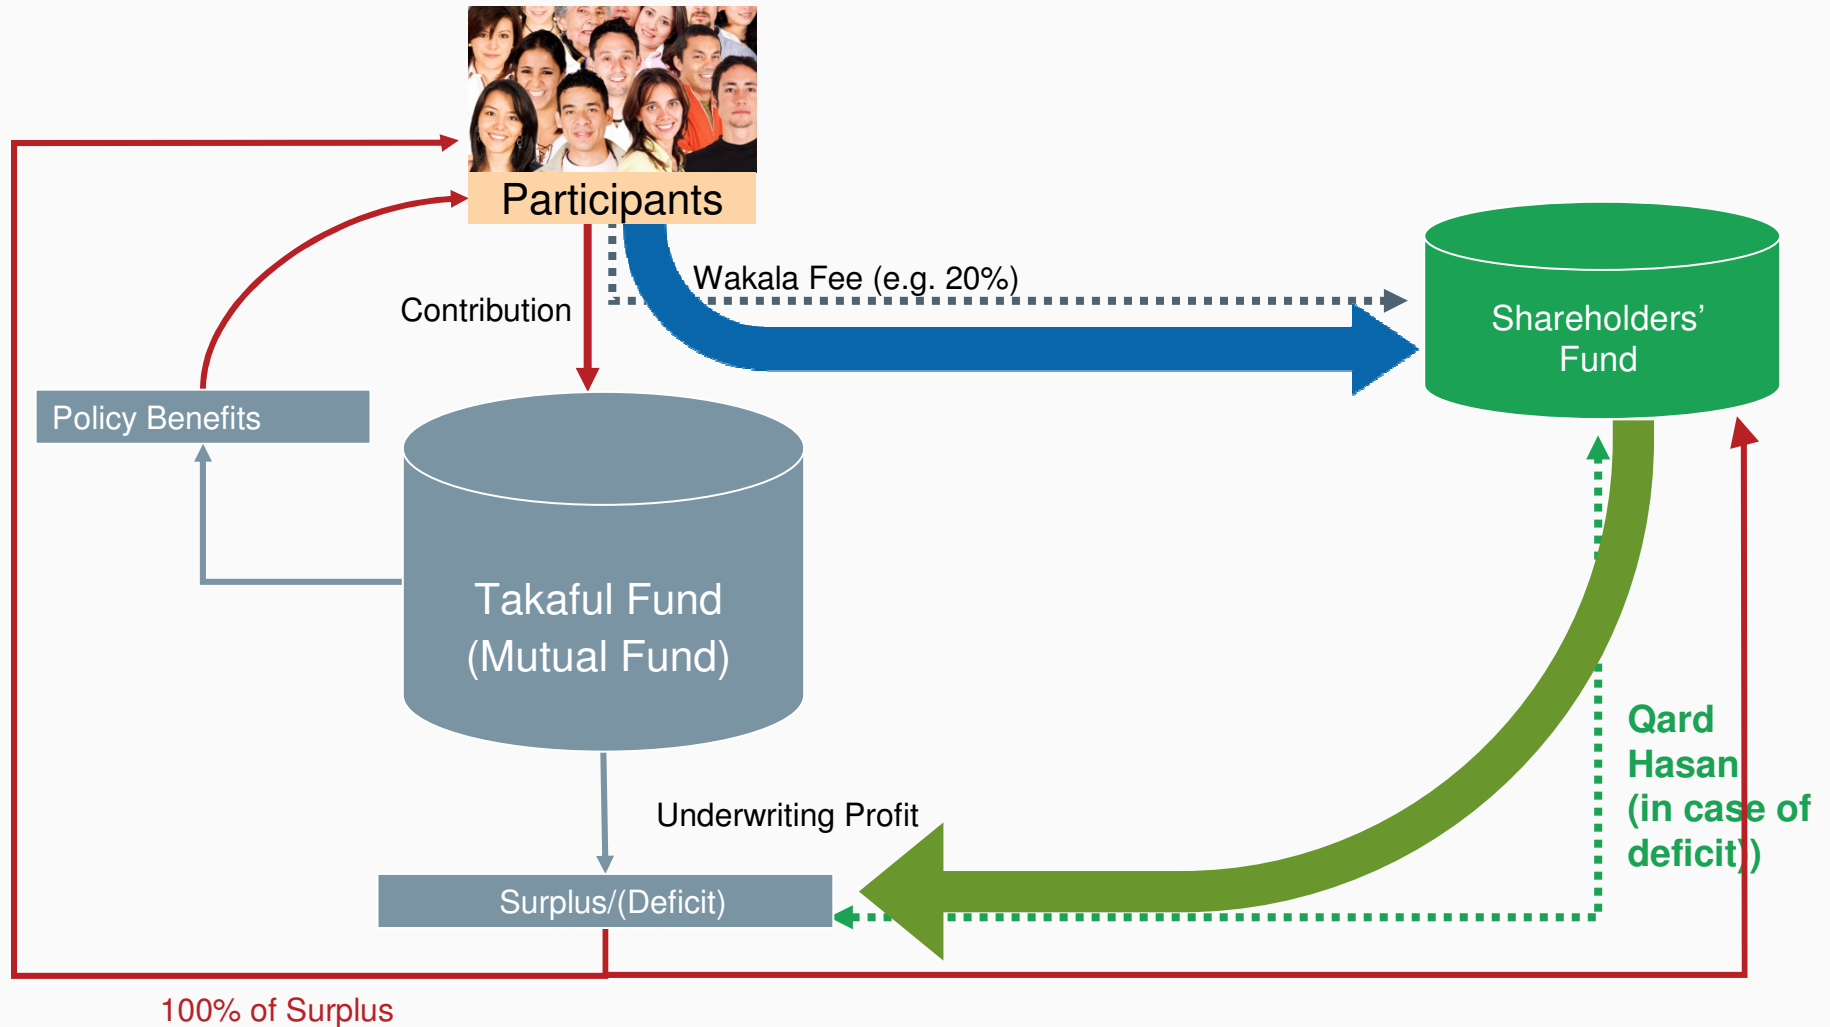 Participants
Wakala Fee (e.g. 20%)
Contribution
Shareholders’
Fund
Policy Benefits
Takaful Fund
(Mutual Fund)
Qard
Hasan
(in case of
deficit))
Underwriting Profit
Surplus/(Deficit)
100% of Surplus